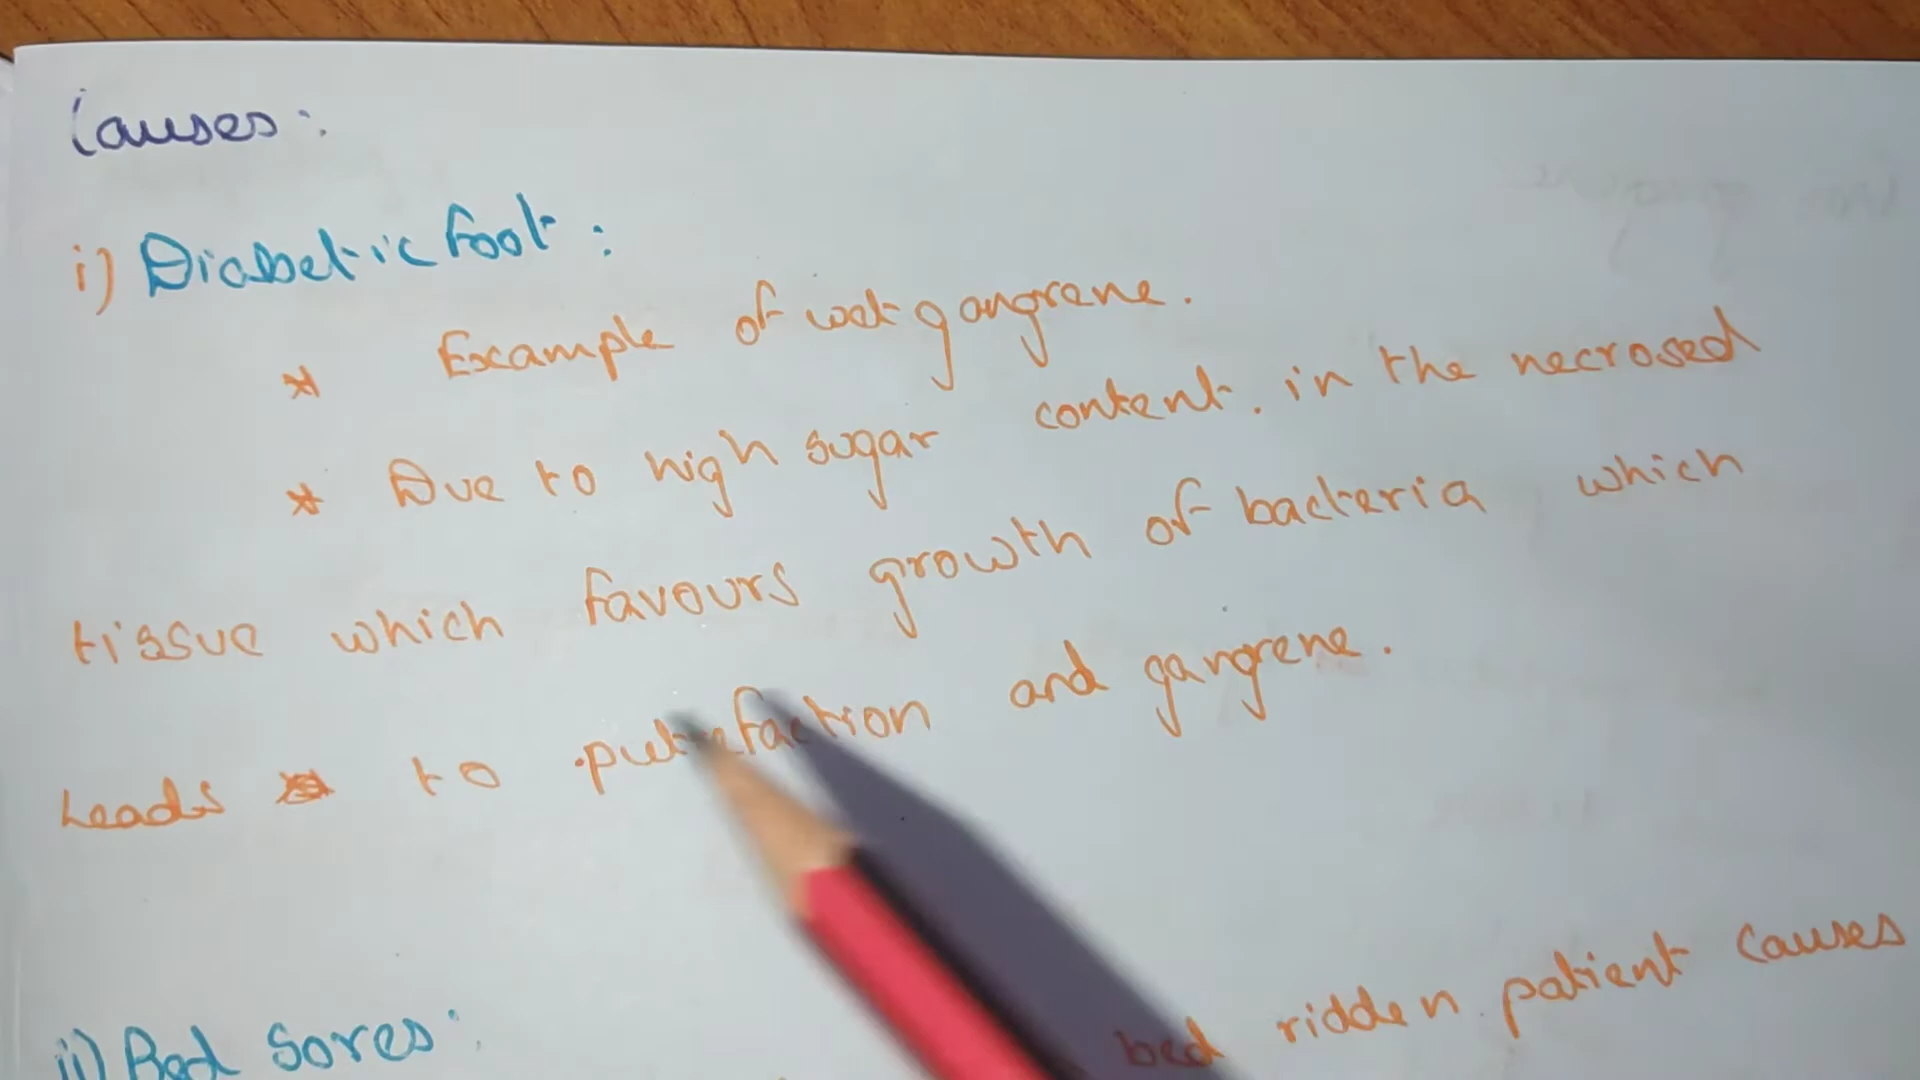 Causes:
i) Diabetic foot:
* Example of wet gangrene.
* Due to high sugar content. in the necrosed
tissue which favours growth of bacteria which
Leads to putrefaction and gangrene.
ii) Bed Sores:
bed ridden patient causes